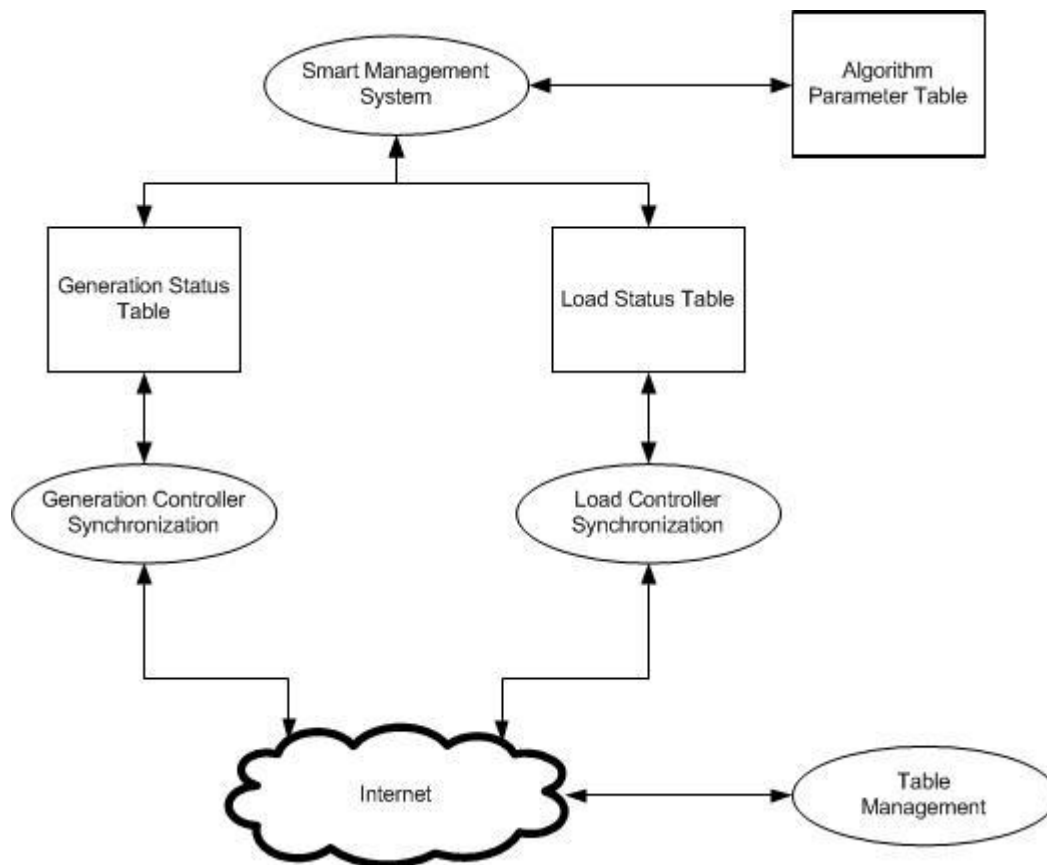 Smart Management
System
Algorithm
Parameter Table
Generation Status
Table
Load Status Table
Generation Controller
Synchronization
Load Controller
Synchronization
Internet
Table
Management